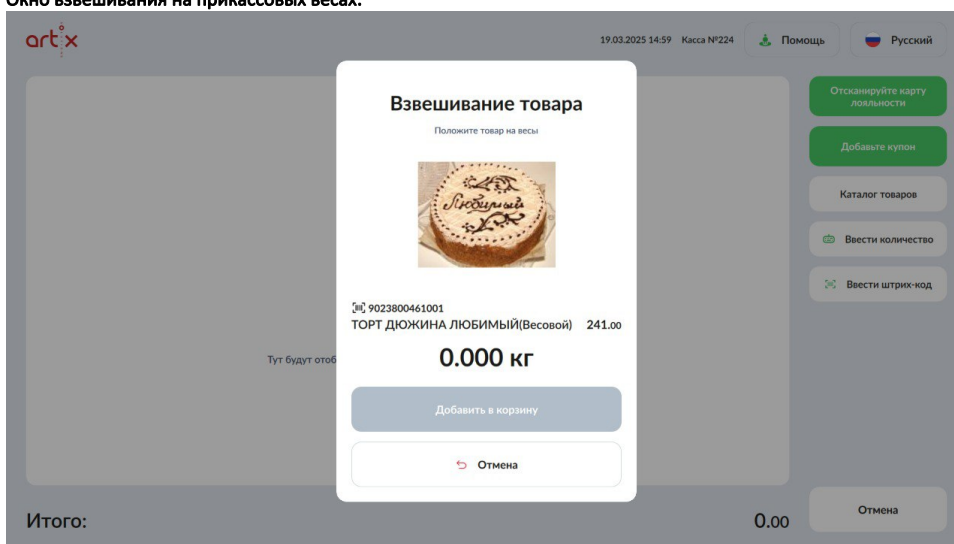 Окно взвешивания на прикассовых весах:
artix
19.03.2025 14:59 Касса №224
Помощь
Русский
Взвешивание товара
Положите товар на весы
Любимый
9023800461001
ТОРТ ДЮЖИНА ЛЮБИМЫЙ(Весовой) 241.00
0.000 кг
Добавить в корзину
Отмена
Тут будут отоб
Отсканируйте карту
лояльности
Добавьте купон
Каталог товаров
Ввести количество
Ввести штрих-код
Итого:
0.00
Отмена